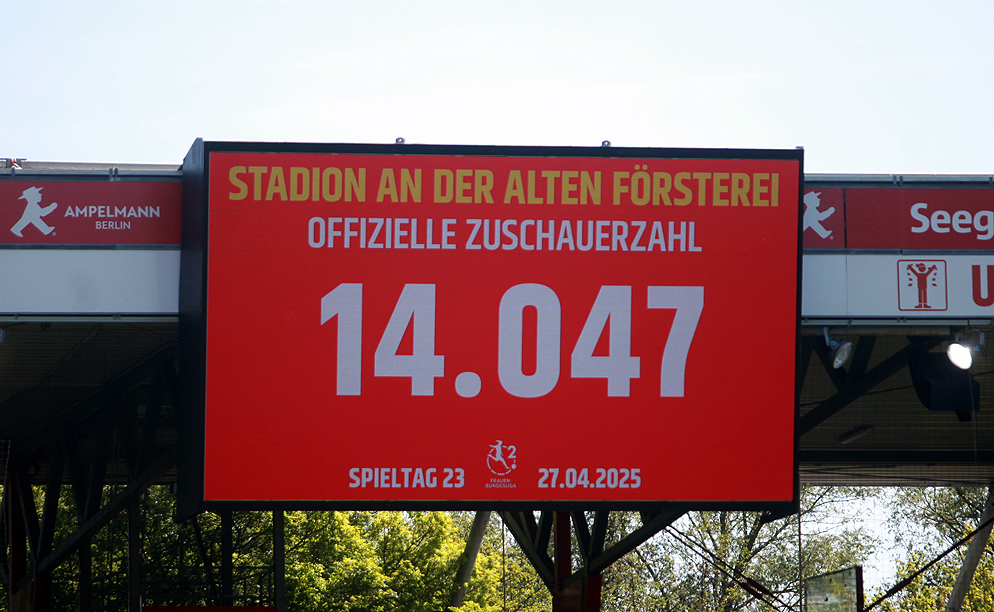 STADION AN DER ALTEN FÖRSTEREI
OFFIZIELLE ZUSCHAUERZAHL
14.047
SPIELTAG 23
2.
FRAUEN-
BUNDESLIGA
27.04.2025
AMPELMANN
BERLIN
Seeg
U